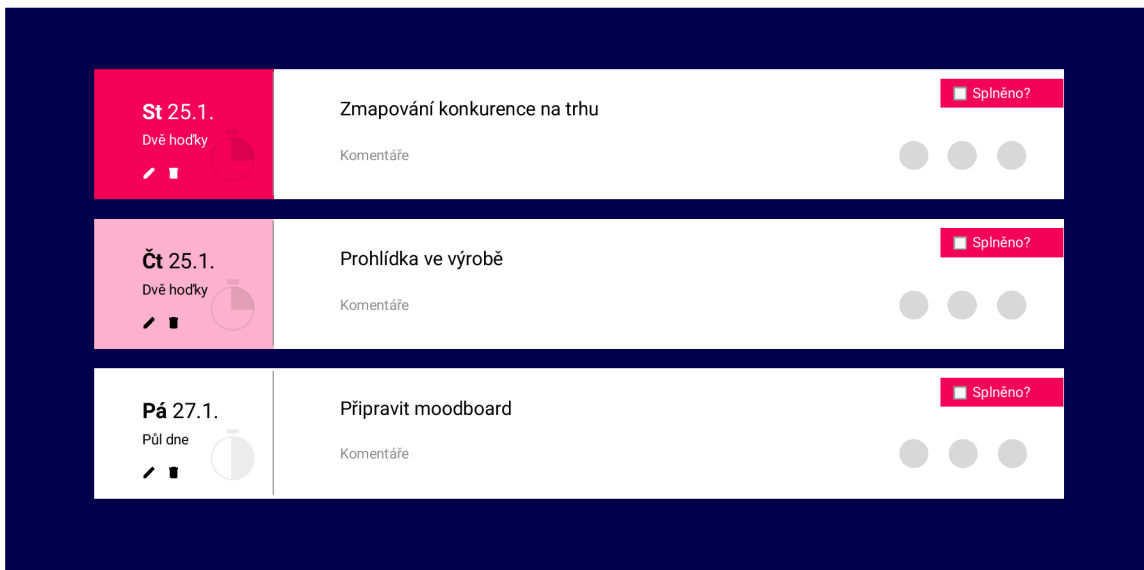 St 25.1.
Dvě hoďky
Zmapování konkurence na trhu
Komentáře
Splněno?
Čt 25.1.
Dvě hoďky
Prohlídka ve výrobě
Komentáře
Splněno?
Pá 27.1.
Půl dne
Připravit moodboard
Komentáře
Splněno?